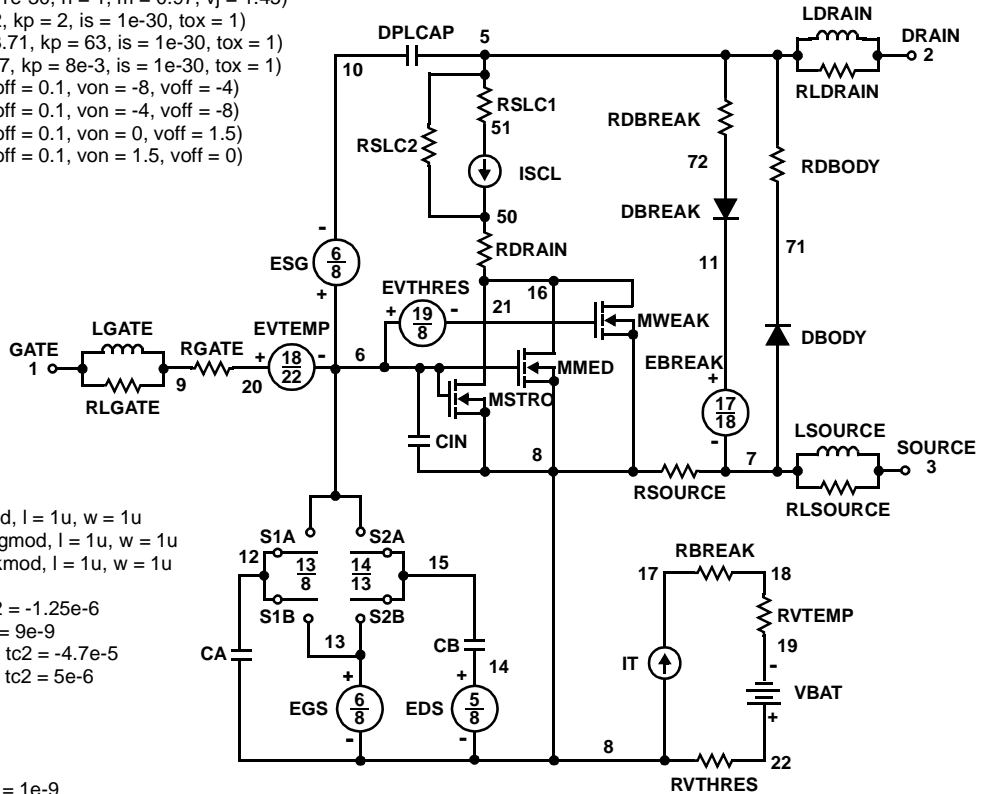 1e-30, n = 1, m = 0.97, vj = 1.45)
2, kp = 2, is = 1e-30, tox = 1)
3.71, kp = 63, is = 1e-30, tox = 1)
7, kp = 8e-3, is = 1e-30, tox = 1)
off = 0.1, von = -8, voff = -4)
off = 0.1, von = -4, voff = -8)
off = 0.1, von = 0, voff = 1.5)
off = 0.1, von = 1.5, voff = 0)
DPLCAP
5
10
LDRAIN
DRAIN
2
RLDRAIN
RSLC1
51
RSLC2
ISCL
50
RDRAIN
RDBREAK
72
RDBODY
DBREAK
71
11
ESG
-
6
8
+
EVTHRES
+
19
8
-
21
16
MWEAK
LGATE
GATE
1
RLGATE
9
RGATE
EVTEMP
+
18
22
-
20
6
MMED
MSTRO
DBODY
EBREAK
+
17
18
-
CIN
8
RSOURCE
7
LSOURCE
SOURCE
3
RLSOURCE
d, l = 1u, w = 1u
gmod, l = 1u, w = 1u
kmod, l = 1u, w = 1u
2 = -1.25e-6
= 9e-9
tc2 = -4.7e-5
tc2 = 5e-6
= 1e-9
S1A
S2A
12
13
8
14
13
15
S1B
S2B
13
CA
CB
14
+
EGS
6
8
-
+
EDS
5
8
-
8
RBREAK
17
18
RVTEMP
19
IT
-
VBAT
+
22
RVTHRES